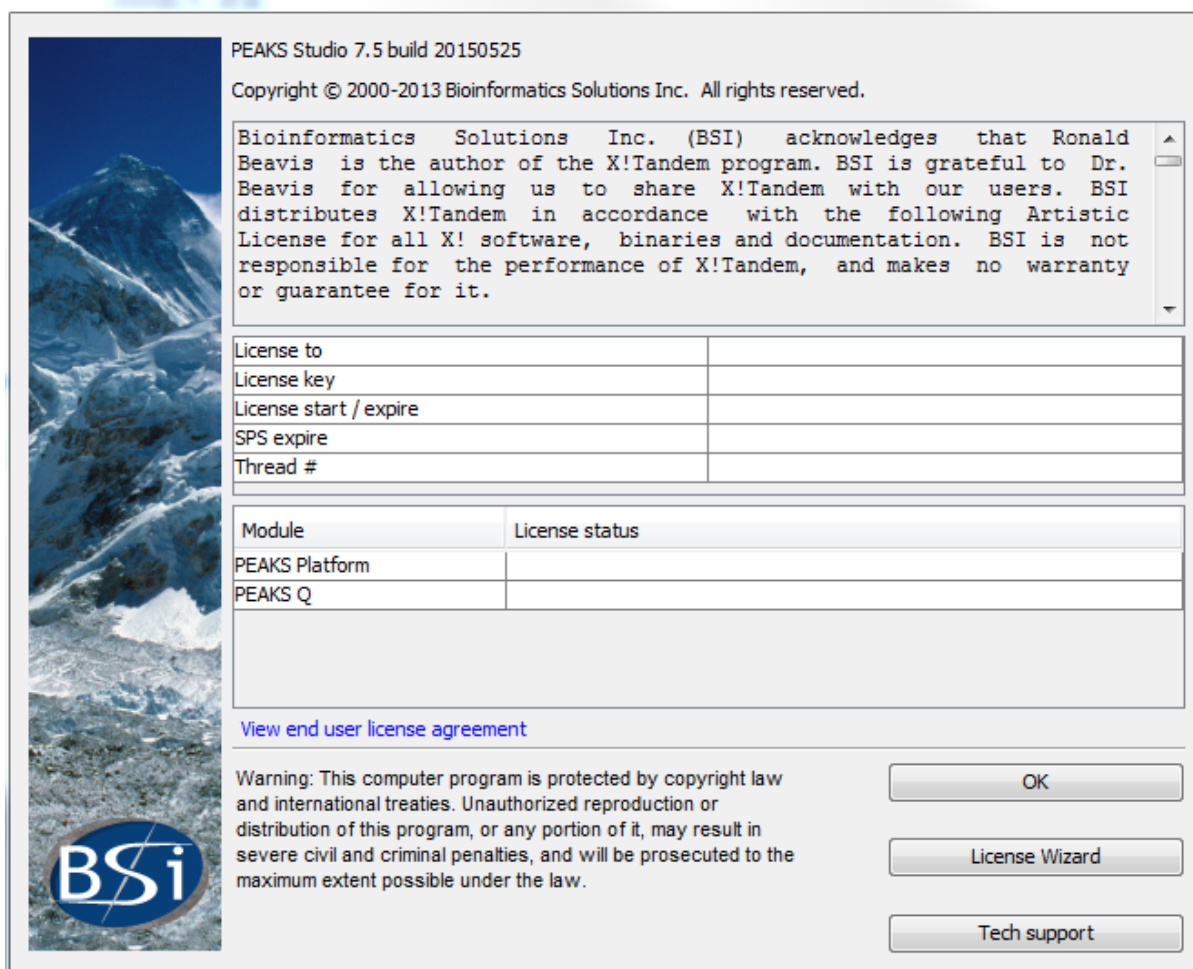 PEAKS Studio 7.5 build 20150525
Copyright © 2000-2013 Bioinformatics Solutions Inc. All rights reserved.
Bioinformatics Solutions Inc. (BSI) acknowledges that Ronald
Beavis is the author of the X!Tandem program. BSI is grateful to Dr.
Beavis for allowing us to share X!Tandem with our users. BSI
distributes X!Tandem in accordance with the following Artistic
License for all X! software, binaries and documentation. BSI is not
responsible for the performance of X!Tandem, and makes no warranty
or guarantee for it.
License to
License key
License start / expire
SPS expire
Thread #
Module License status
PEAKS Platform
PEAKS Q
View end user license agreement
Warning: This computer program is protected by copyright law
and international treaties. Unauthorized reproduction or
distribution of this program, or any portion of it, may result in
severe civil and criminal penalties, and will be prosecuted to the
maximum extent possible under the law.
OK
License Wizard
Tech support
BSi